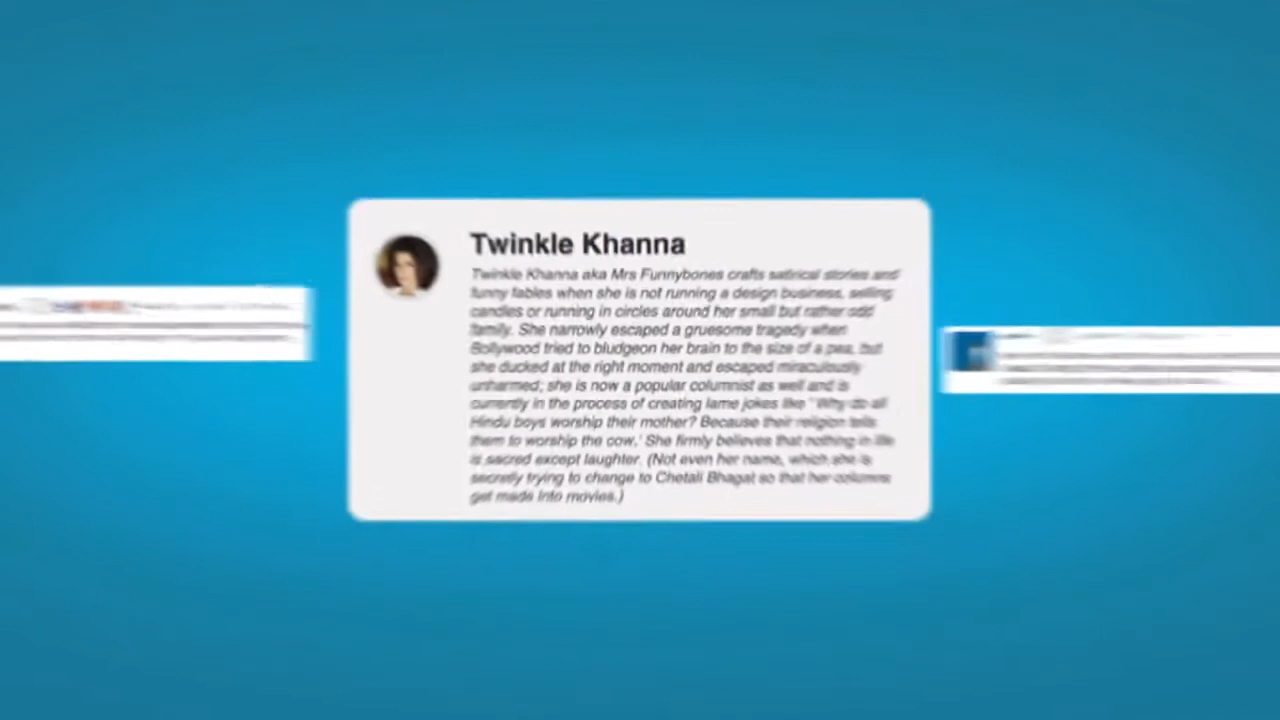 Twinkle Khanna
Twinkle Khanna aka Mrs Funnybones crafts satirical stories and
funny fables when she is not running a design business, selling
candles or running in circles around her small but rather odd
family. She narrowly escaped a gruesome tragedy when
Bollywood tried to bludgeon her brain to the size of a pea, but
she ducked at the right moment and escaped miraculously
unharmed; she is now a popular columnist as well and is
currently in the process of creating lame jokes like "Why do all
Hindu boys worship their mother? Because their religion tells
them to worship the cow.' She firmly believes that nothing in life
is sacred except laughter. (Not even her name, which she is
secretly trying to change to Chetali Bhagat so that her columns
get made into movies.)